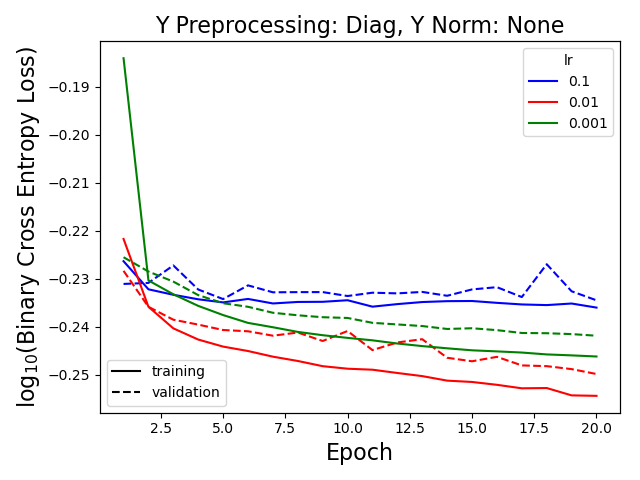 Y Preprocessing: Diag, Y Norm: None
log10(Binary Cross Entropy Loss)
−0.19
−0.20
−0.21
−0.22
−0.23
−0.24
−0.25
lr
0.1
0.01
0.001
training
validation
2.5 5.0 7.5 10.0 12.5 15.0 17.5 20.0
Epoch